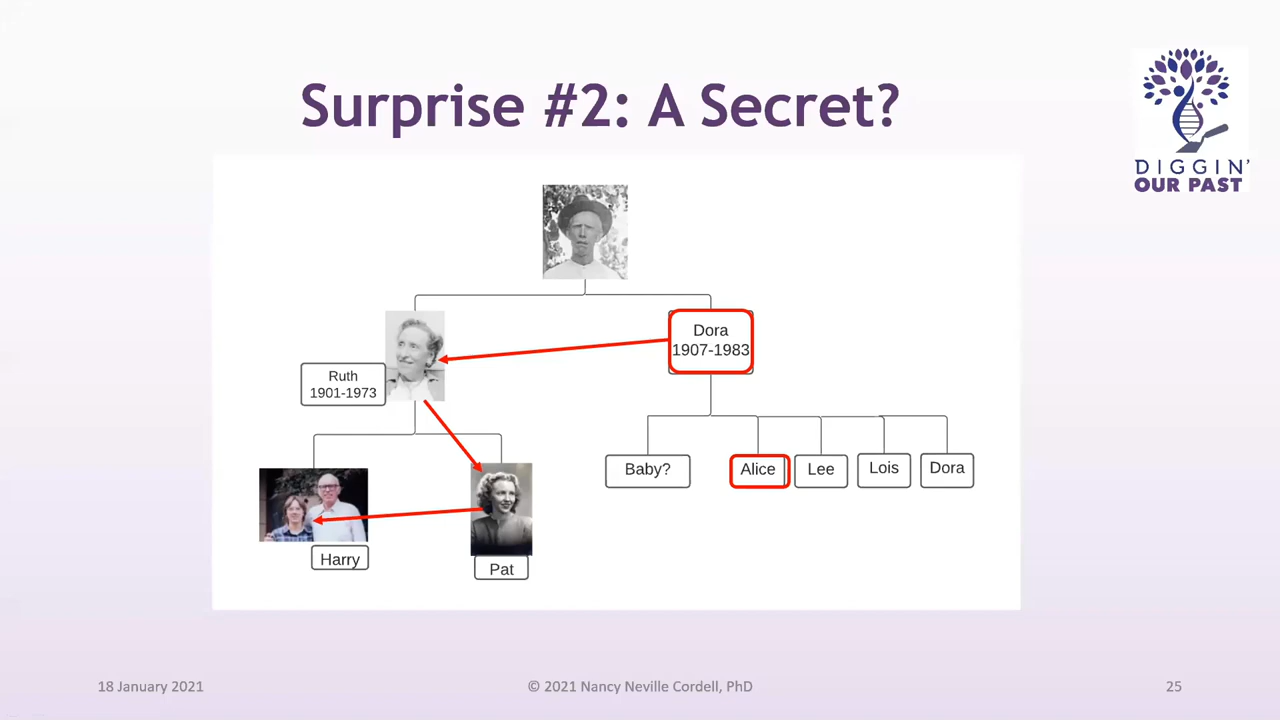 Surprise #2: A Secret?
DIGGIN'
OUR PAST
Dora
1907-1983
Ruth
1901-1973
Baby?
Alice
Lee
Lois
Dora
Harry
Pat
18 January 2021
© 2021 Nancy Neville Cordell, PhD
25